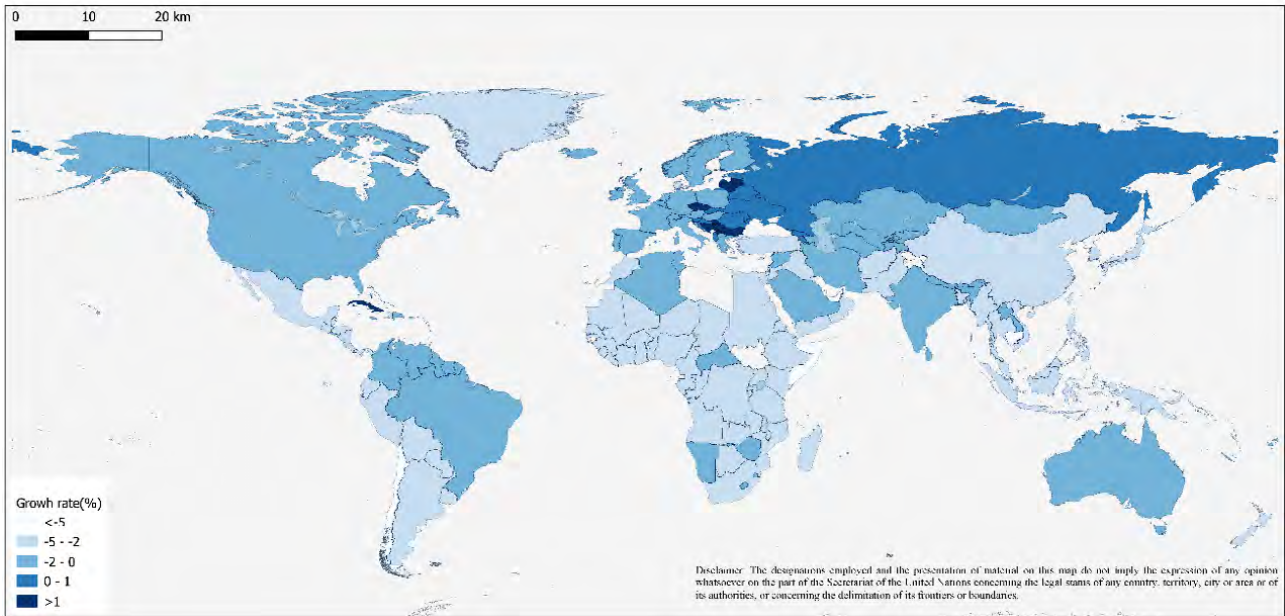 0 10 20 km
Growh rate(%)
<-5
-5 - -2
-2 - 0
0 - 1
>1
Disclaimer: The designations employed and the presentation of material on this map do not imply the expression of any opinion
whatsoever on the part of the Secretariat of the United Nations concerning the legal status of any country, territory, city or area or of
its authorities, or concerning the delimitation of its frontiers or boundaries.